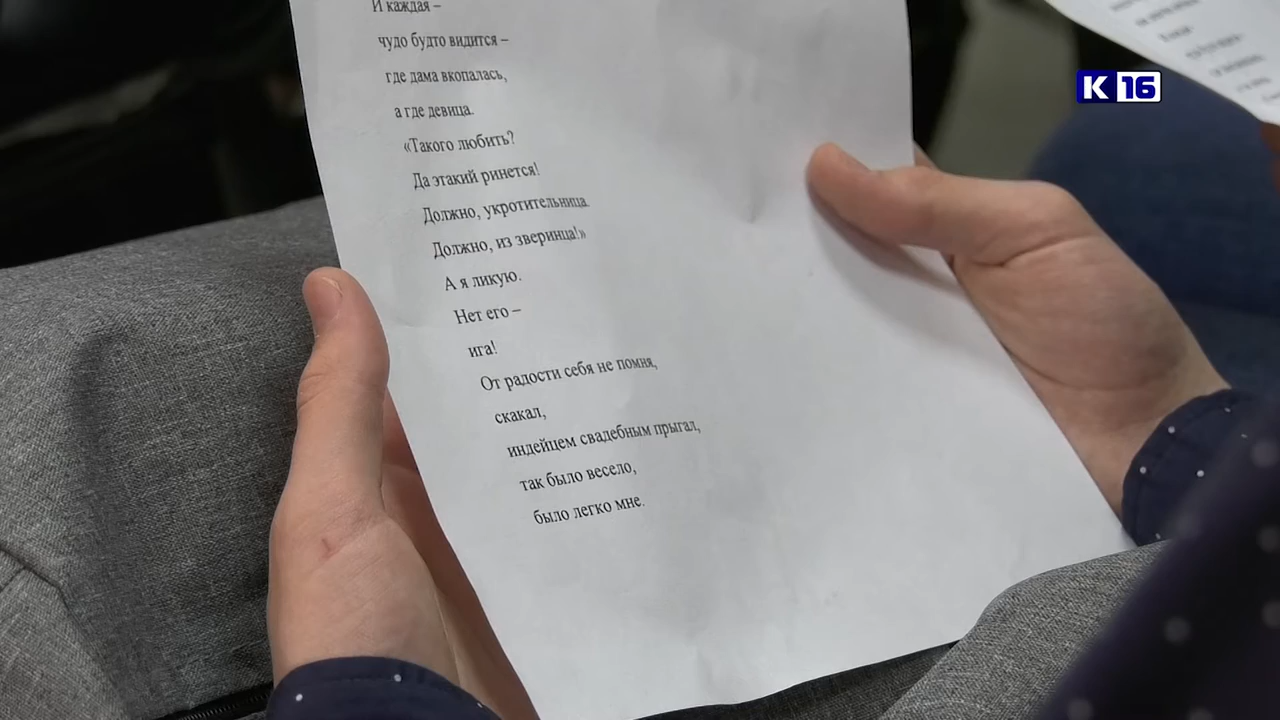 И каждая –
чудо будто видится –
где дама вкопалась,
а где девица.
«Такого любить?
Да этакий ринется!
Должно, укротительница.
Должно, из зверинца!»
А я ликую.
Нет его –
ига!
От радости себя не помня,
скакал,
индейцем свадебным прыгал,
так было весело,
было легко мне.
К 16